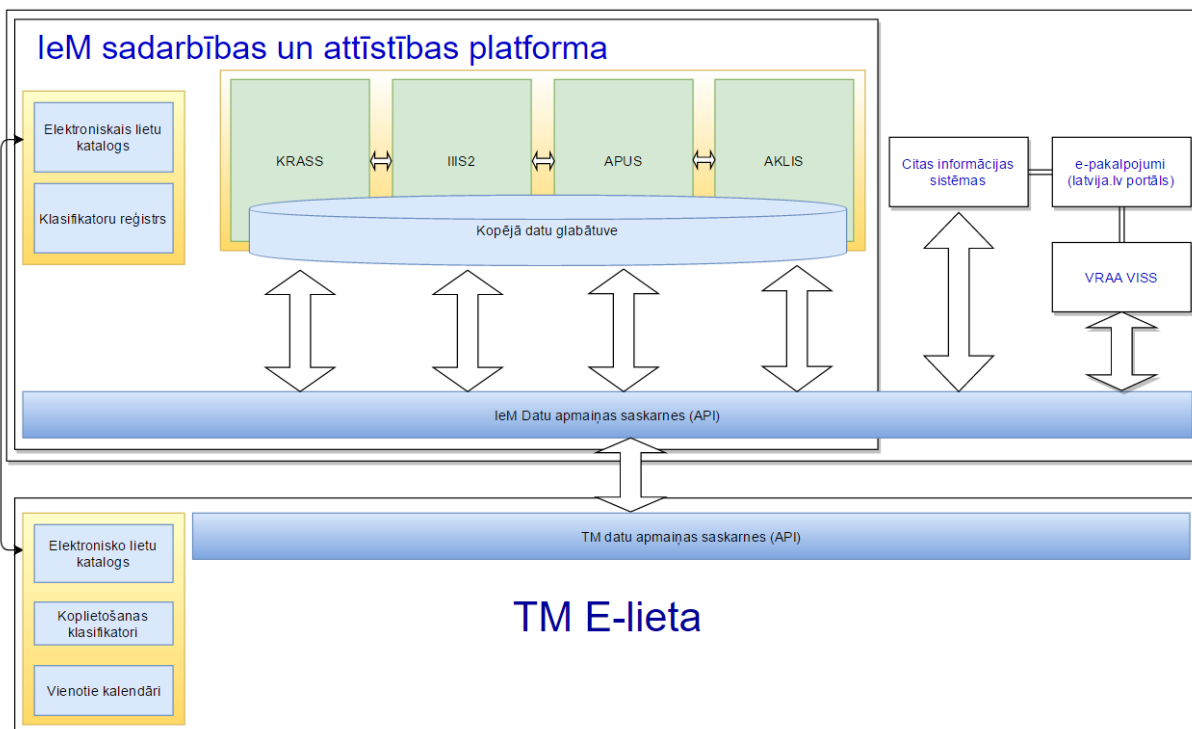 IeM sadarbības un attīstības platforma
Elektroniskais lietu
katalogs
Klasifikatoru reģistrs
KRASS
IIIS2
APUS
AKLIS
Kopējā datu glabātuve
Citas informācijas
sistēmas
e-pakalpojumi
(latvija.lv portāls)
VRAA VISS
IeM Datu apmaiņas saskarnes (API)
TM datu apmaiņas saskarnes (API)
Elektronisko lietu
katalogs
Koplietošanas
klasifikatori
Vienotie kalendāri
TM E-lieta